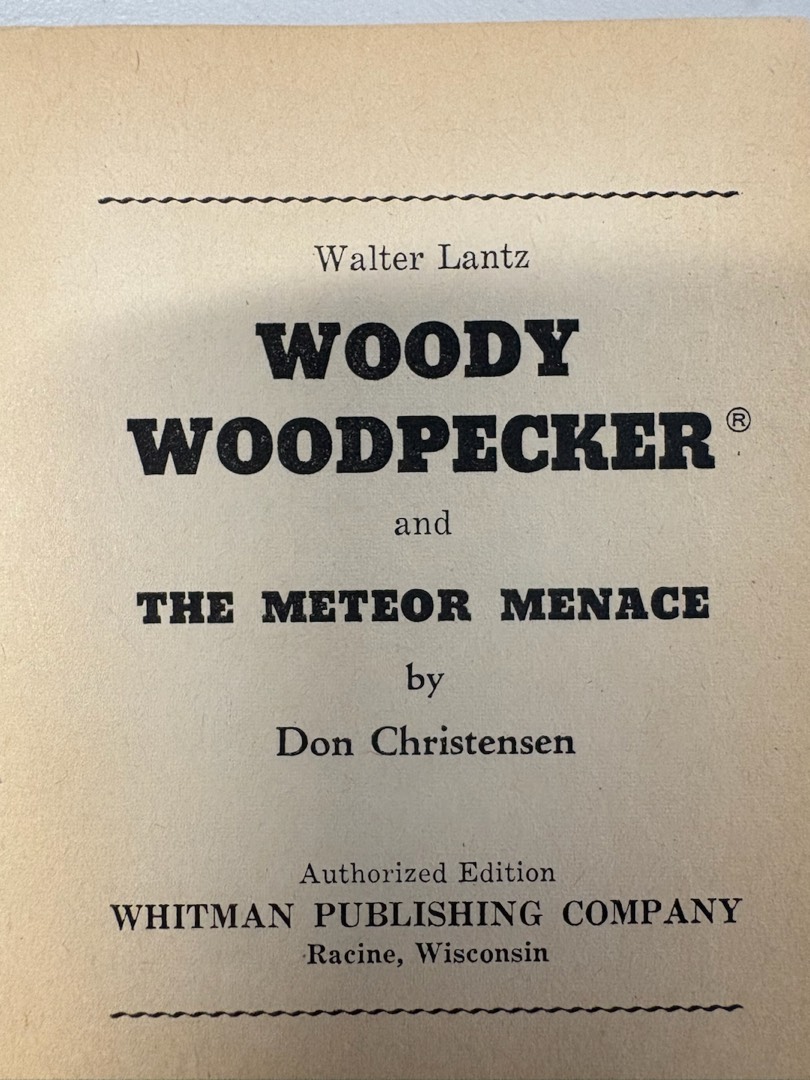 Walter Lantz
WOODY
WOODPECKER®
and
THE METEOR MENACE
by
Don Christensen
Authorized Edition
WHITMAN PUBLISHING COMPANY
Racine, Wisconsin